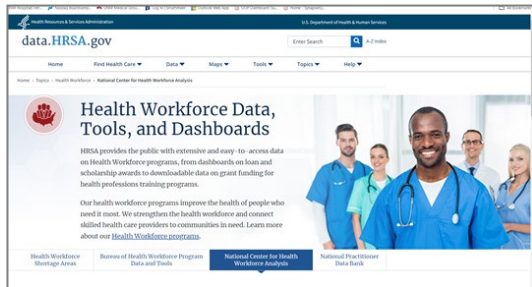 Health Resources & Services Administration
U.S. Department of Health & Human Services
data.HRSA.gov
Enter Search
A-Z Index
Home
Find Health Care
Data
Maps
Tools
Topics
Help
Home › Topics › Health Workforce › National Center for Health Workforce Analysis
Health Workforce Data,
Tools, and Dashboards
HRSA provides the public with extensive and easy-to-access data
on Health Workforce programs, from dashboards on loan and
scholarship awards to downloadable data on grant funding for
health professions training programs.
Our health workforce programs improve the health of people who
need it most. We strengthen the health workforce and connect
skilled health care providers to communities in need. Learn more
about our Health Workforce programs.
Health Workforce
Shortage Areas
Bureau of Health Workforce Program
Data and Tools
National Center for Health
Workforce Analysis
National Practitioner
Data Bank